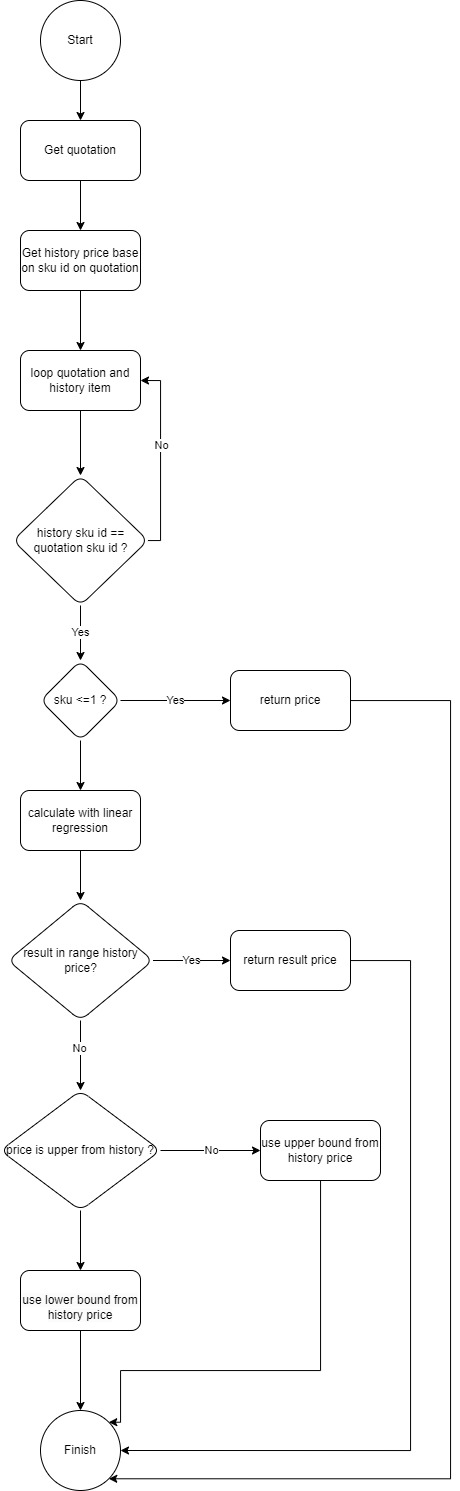 Start
Get quotation
Get history price base
on sku id on quotation
loop quotation and
history item
No
history sku id ==
quotation sku id ?
Yes
sku <=1 ?
Yes
return price
calculate with linear
regression
result in range history
price?
Yes
return result price
No
price is upper from history ?
No
use upper bound from
history price
use lower bound from
history price
Finish